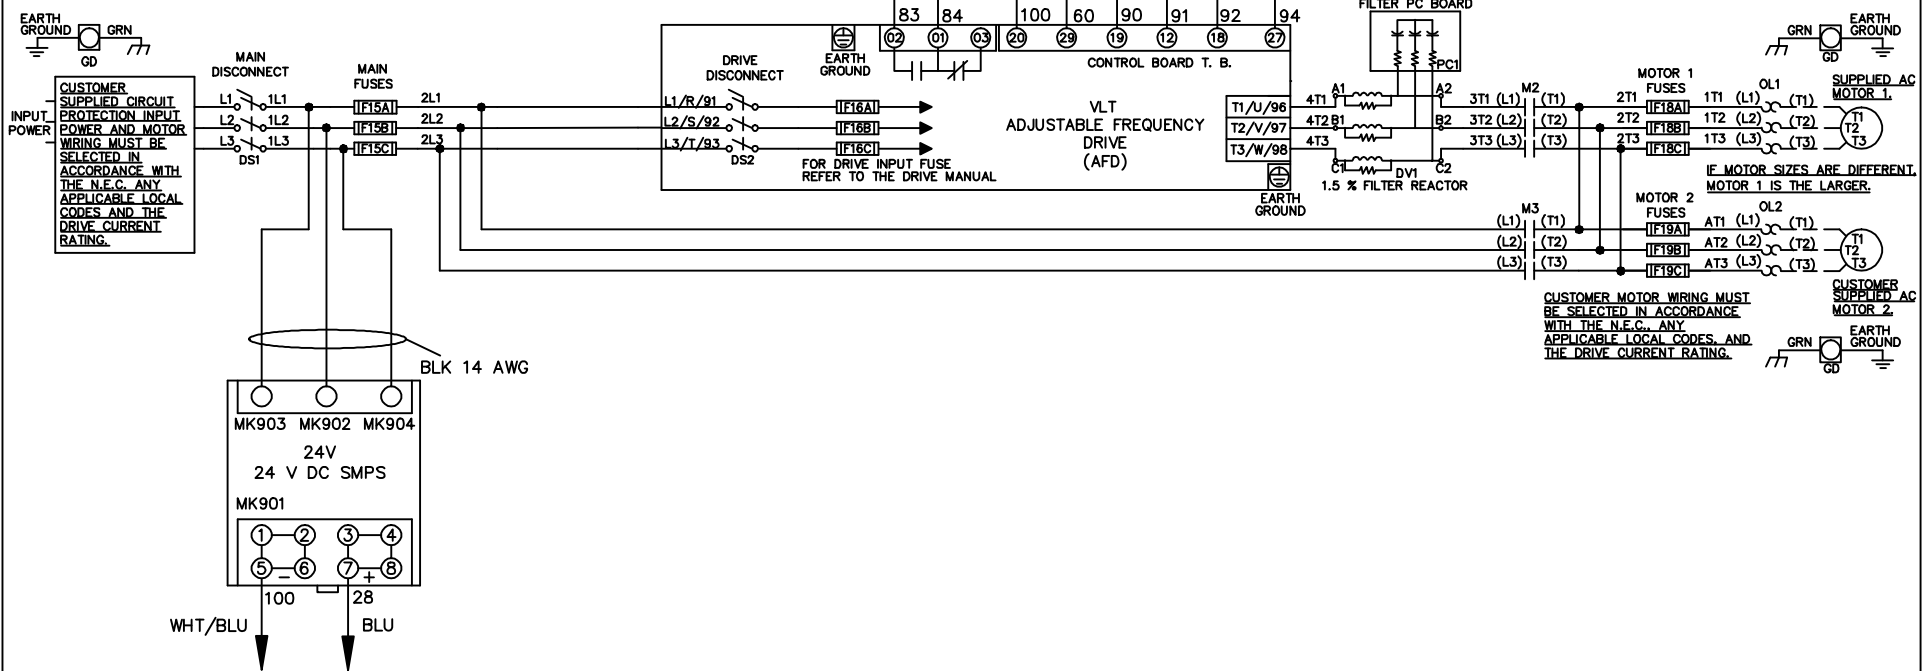 83 84 100 60 90 91 92 94
FILTER PC BOARD
EARTH
GROUND
GRN
GD
02 01 03 20 29 19 12 18 27
EARTH
GROUND
CONTROL BOARD T. B.
PC1
GRN
GD
EARTH
GROUND
INPUT
POWER
CUSTOMER
SUPPLIED CIRCUIT
PROTECTION INPUT
POWER AND MOTOR
WIRING MUST BE
SELECTED IN
ACCORDANCE WITH
THE N.E.C. ANY
APPLICABLE LOCAL
CODES AND THE
DRIVE CURRENT
RATING.
MAIN
DISCONNECT
L1 1L1
L2 1L2
L3 1L3
DS1
MAIN
FUSES
F15A 2L1
F15B 2L2
F15C 2L3
DRIVE
DISCONNECT
L1/R/91
L2/S/92
L3/T/93
DS2
F16A
F16B
F16C
FOR DRIVE INPUT FUSE
REFER TO THE DRIVE MANUAL
VLT
ADJUSTABLE FREQUENCY
DRIVE
(AFD)
T1/U/96
T2/V/97
T3/W/98
EARTH
GROUND
4T1 A1 A2
4T2 B1 B2
4T3 C1 C2
DV1
1.5 % FILTER REACTOR
M2
3T1 (L1) (T1)
3T2 (L2) (T2)
3T3 (L3) (T3)
MOTOR 1
FUSES
2T1 F18A 1T1 (L1) (T1)
2T2 F18B 1T2 (L2) (T2)
2T3 F18C 1T3 (L3) (T3)
OL1
SUPPLIED AC
MOTOR 1.
T1
T2
T3
IF MOTOR SIZES ARE DIFFERENT,
MOTOR 1 IS THE LARGER.
M3
(L1) (T1)
(L2) (T2)
(L3) (T3)
MOTOR 2
FUSES
F19A AT1 (L1) (T1)
F19B AT2 (L2) (T2)
F19C AT3 (L3) (T3)
OL2
T1
T2
T3
CUSTOMER
SUPPLIED AC
MOTOR 2.
CUSTOMER MOTOR WIRING MUST
BE SELECTED IN ACCORDANCE
WITH THE N.E.C., ANY
APPLICABLE LOCAL CODES, AND
THE DRIVE CURRENT RATING.
GRN
GD
EARTH
GROUND
BLK 14 AWG
MK903 MK902 MK904
24V
24 V DC SMPS
MK901
1 2 3 4
5 6 7 8
− +
100 28
WHT/BLU BLU